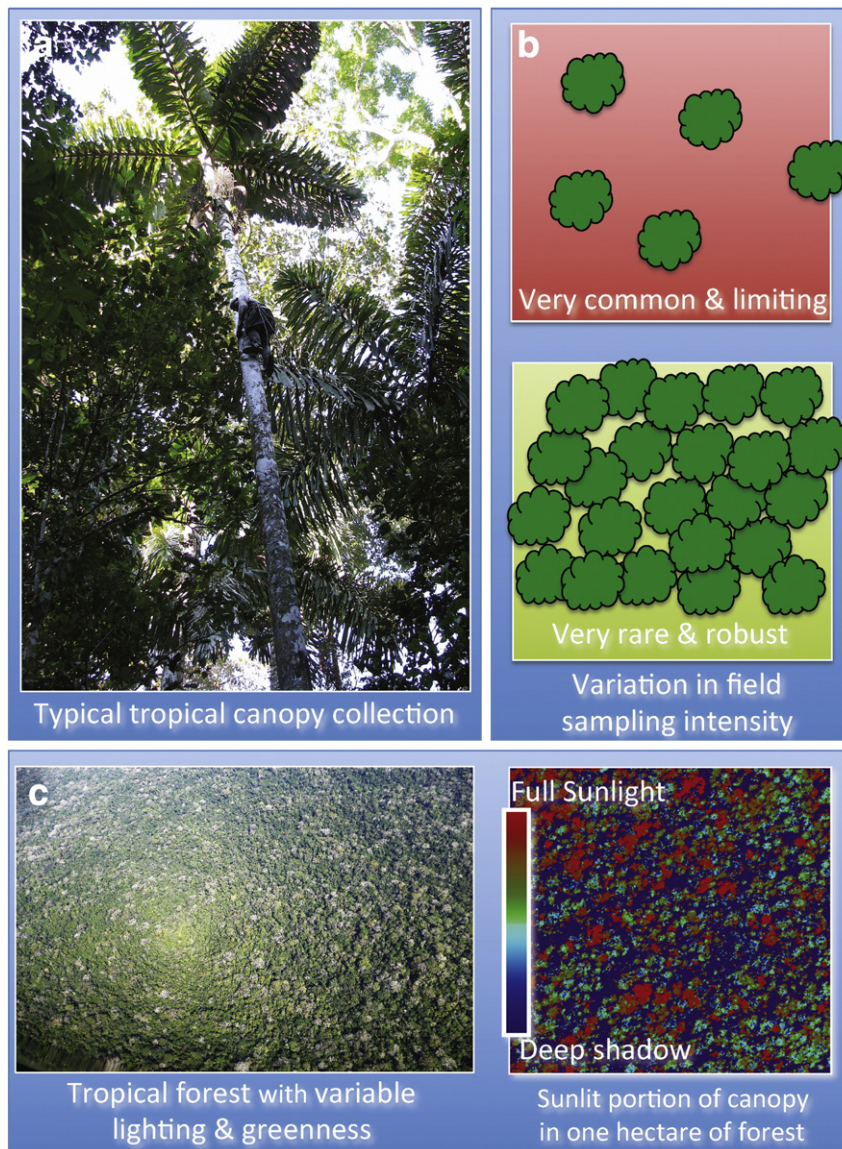 a
Typical tropical canopy collection
b
Very common & limiting
Very rare & robust
Variation in field
sampling intensity
c
Tropical forest with variable
lighting & greenness
Full Sunlight
Deep shadow
Sunlit portion of canopy
in one hectare of forest